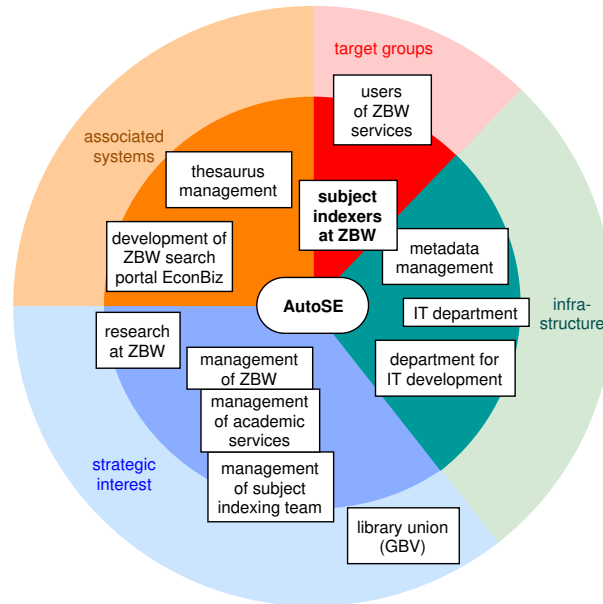 target groups
users
of ZBW
services
associated
systems
thesaurus
management
subject
indexers
at ZBW
development of
ZBW search
portal EconBiz
metadata
management
AutoSE
infra-
structure
IT department
research
at ZBW
management
of ZBW
department for
IT development
management
of academic
services
strategic
interest
management
of subject
indexing team
library union
(GBV)